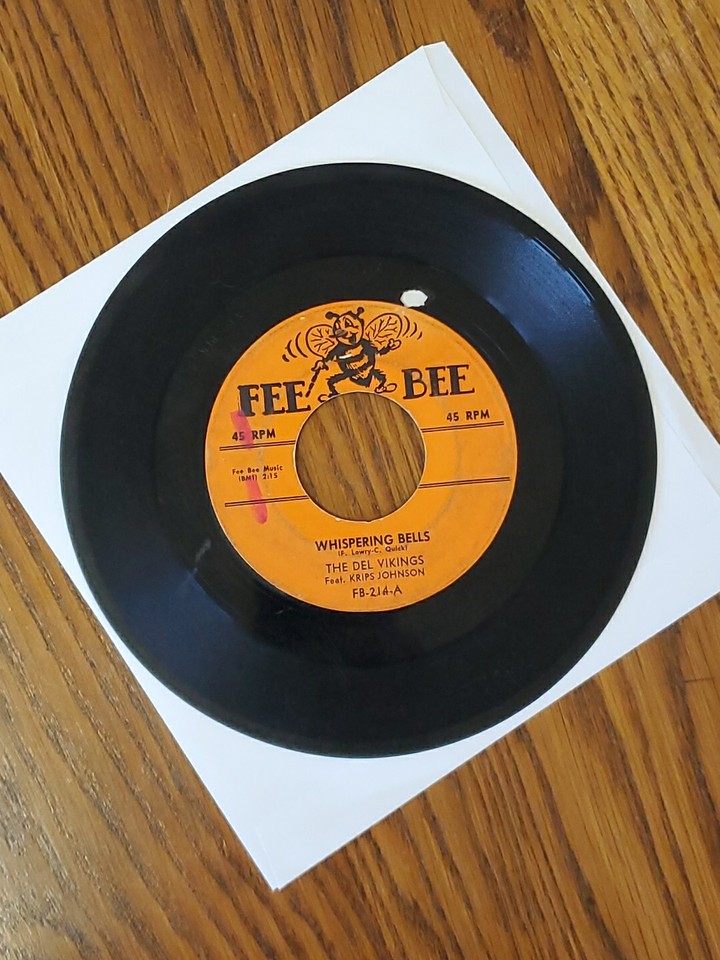 FEE BEE
45 RPM
45 RPM
Fee Bee Music
(BMI) 2:15
WHISPERING BELLS
(F. Lowry-C. Quick)
THE DEL VIKINGS
Feat. KRIPS JOHNSON
FB-214-A